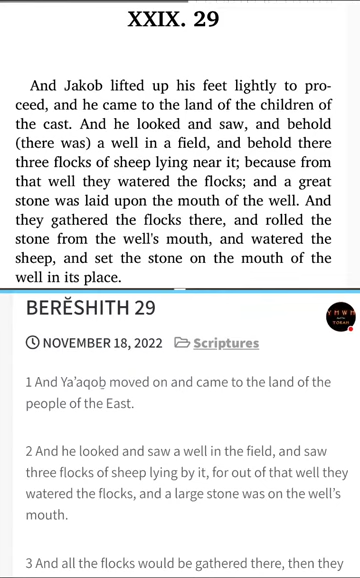 XXIX. 29
And Jakob lifted up his feet lightly to pro-
ceed, and he came to the land of the children of
the cast. And he looked and saw, and behold
(there was) a well in a field, and behold there
three flocks of sheep lying near it; because from
that well they watered the flocks; and a great
stone was laid upon the mouth of the well. And
they gathered the flocks there, and rolled the
stone from the well's mouth, and watered the
sheep, and set the stone on the mouth of the
well in its place.
BERĔSHITH 29
NOVEMBER 18, 2022 Scriptures
1 And Ya’aqoḇ moved on and came to the land of the
people of the East.
2 And he looked and saw a well in the field, and saw
three flocks of sheep lying by it, for out of that well they
watered the flocks, and a large stone was on the well’s
mouth.
3 And all the flocks would be gathered there, then they